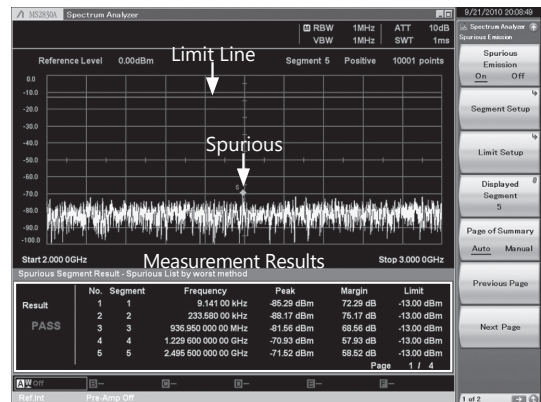 MS2830A Spectrum Analyzer
9/21/2010 20:08:49
RBW 1MHz ATT 10dB
VBW 1MHz SWT 1ms
Reference Level 0.00dBm Segment 5 Positive 10001 points
Limit Line
0.0
-10.0
-20.0
-30.0
-40.0
-50.0
-60.0
-70.0
-80.0
-90.0
-100.0
Spurious
Start 2.000 0GHz
Stop 3.000 0GHz
Measurement Results
Spurious Segment Result - Spurious List by worst method
No. Segment Frequency Peak Margin Limit
Result
PASS
1 1 9.141 00 kHz -85.29 dBm 72.29 dB -13.00 dBm
2 2 233.580 00 kHz -88.17 dBm 75.17 dB -13.00 dBm
3 3 936.950 000 00 MHz -81.56 dBm 68.56 dB -13.00 dBm
4 4 1.229 600 000 00 GHz -70.93 dBm 57.93 dB -13.00 dBm
5 5 2.495 500 000 00 GHz -71.52 dBm 58.52 dB -13.00 dBm
Page 1 / 4
Off
Ref.Int Pre-Amp Off
Spectrum Analyzer
Spurious Emission
Spurious
Emission
On Off
Segment Setup
Limit Setup
Displayed
Segment
5
Page of Summary
Auto Manual
Previous Page
Next Page
1 of 2